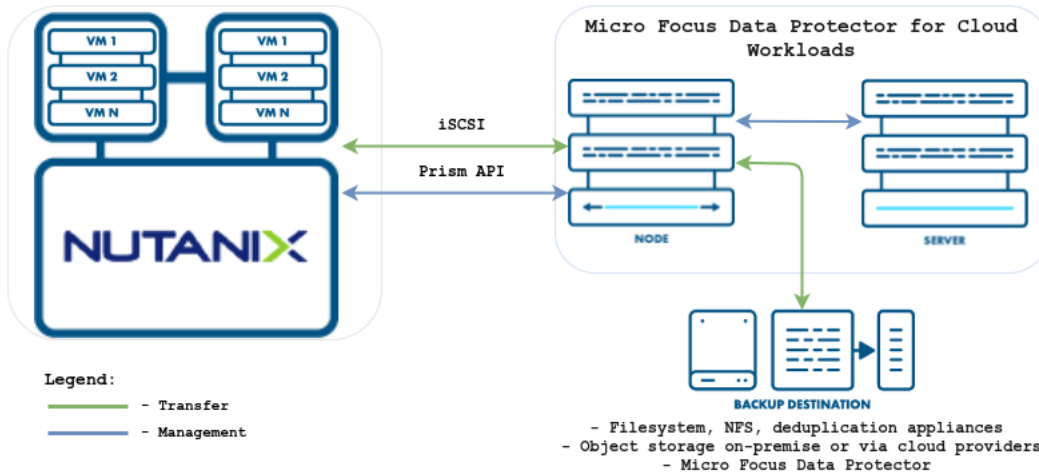 Micro Focus Data Protector for Cloud
Workloads
VM 1
VM 1
VM 2
VM 2
VM N
VM N
iSCSI
Prism API
NUTANIX
NODE
SERVER
Legend:
- Transfer
- Management
BACKUP DESTINATION
- Filesystem, NFS, deduplication appliances
- Object storage on-premise or via cloud providers
- Micro Focus Data Protector